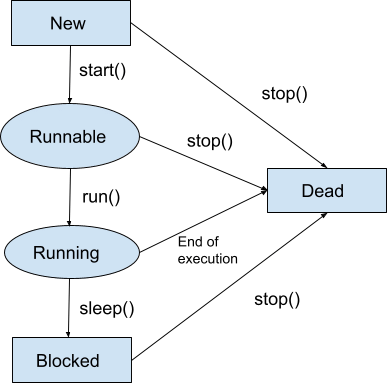 New
start()
stop()
Runnable
stop()
run()
Dead
Running
End of
execution
sleep()
stop()
Blocked